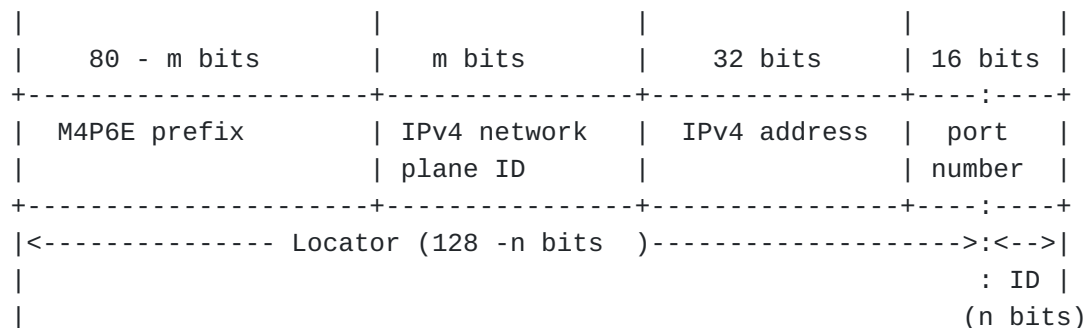 |                      |                |                |         |
|    80 - m bits       |   m bits       |    32 bits     | 16 bits |
+----------------------+----------------+----------------+----:----+
|  M4P6E prefix        | IPv4 network   |  IPv4 address  |  port   |
|                      | plane ID       |                | number  |
+----------------------+----------------+----------------+----:----+
|<--------------- Locator (128 -n bits  )-------------------->:<-->|
|                                                             : ID |
|                                                            (n bits)